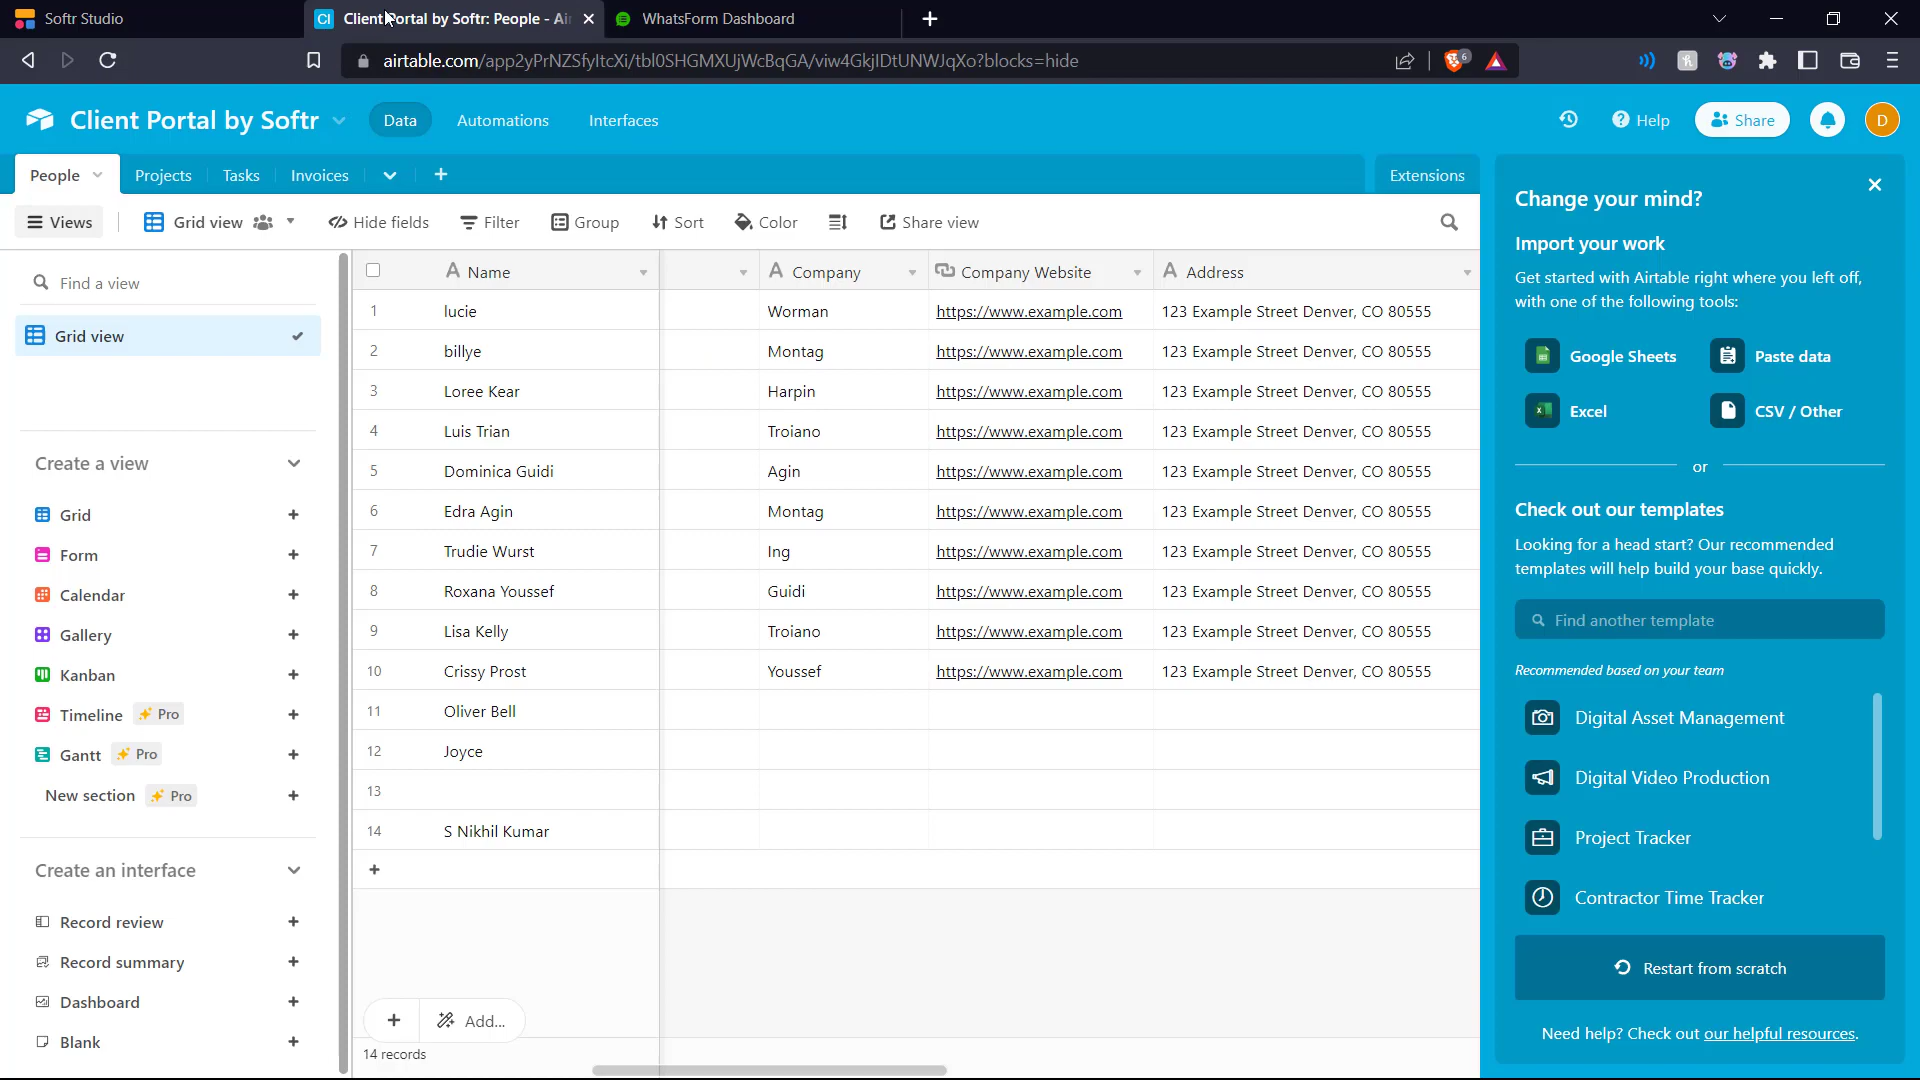 Softr Studio
Client Portal by Softr: People - Ai
WhatsForm Dashboard
airtable.com/app2yPrNZSfyItcXi/tbl0SHGMXUjWcBqGA/viw4GkjIDtUNWJqXo?blocks=hide
6
Client Portal by Softr
Data
Automations
Interfaces
Help
Share
D
People
Projects
Tasks
Invoices
Extensions
Views
Grid view
Hide fields
Filter
Group
Sort
Color
Share view
Find a view
Grid view
Create a view
Grid
Form
Calendar
Gallery
Kanban
Timeline Pro
Gantt Pro
New section Pro
Create an interface
Record review
Record summary
Dashboard
Blank
Name Company Company Website Address
1 lucie Worman https://www.example.com 123 Example Street Denver, CO 80555
2 billye Montag https://www.example.com 123 Example Street Denver, CO 80555
3 Loree Kear Harpin https://www.example.com 123 Example Street Denver, CO 80555
4 Luis Trian Troiano https://www.example.com 123 Example Street Denver, CO 80555
5 Dominica Guidi Agin https://www.example.com 123 Example Street Denver, CO 80555
6 Edra Agin Montag https://www.example.com 123 Example Street Denver, CO 80555
7 Trudie Wurst Ing https://www.example.com 123 Example Street Denver, CO 80555
8 Roxana Youssef Guidi https://www.example.com 123 Example Street Denver, CO 80555
9 Lisa Kelly Troiano https://www.example.com 123 Example Street Denver, CO 80555
10 Crissy Prost Youssef https://www.example.com 123 Example Street Denver, CO 80555
11 Oliver Bell
12 Joyce
13
14 S Nikhil Kumar
Add...
14 records
Change your mind?
Import your work
Get started with Airtable right where you left off,
with one of the following tools:
Google Sheets
Paste data
Excel
CSV / Other
or
Check out our templates
Looking for a head start? Our recommended
templates will help build your base quickly.
Find another template
Recommended based on your team
Digital Asset Management
Digital Video Production
Project Tracker
Contractor Time Tracker
Restart from scratch
Need help? Check out our helpful resources.